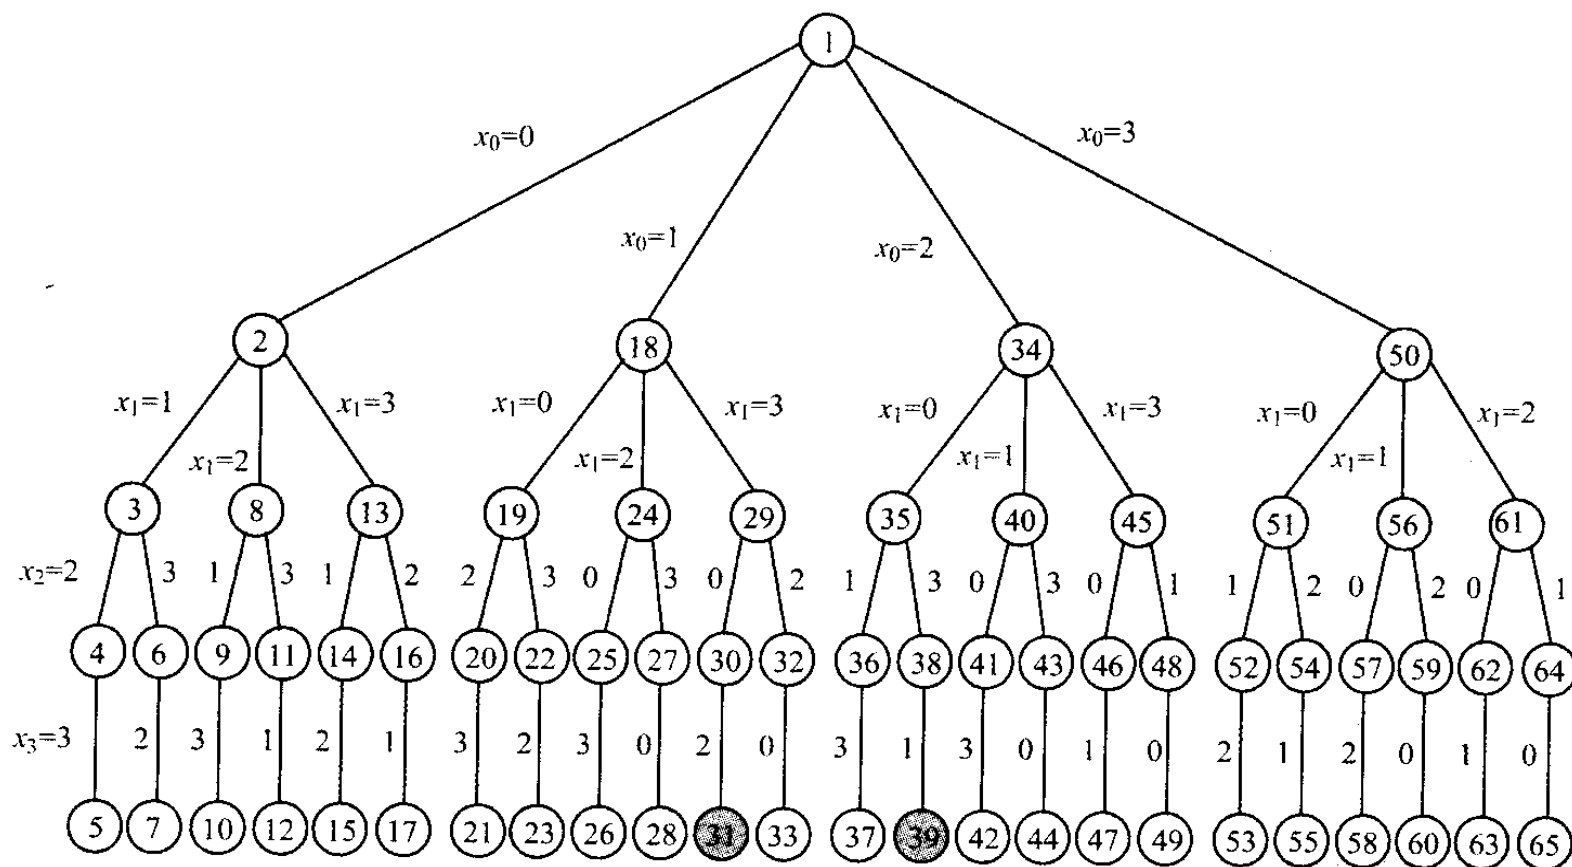 1
x₀=0 x₀=3
x₀=1 x₀=2
2 18 34 50
x₁=1 x₁=3 x₁=0 x₁=3 x₁=0 x₁=3 x₁=0 x₁=2
x₁=2 x₁=2 x₁=1 x₁=1
3 8 13 19 24 29 35 40 45 51 56 61
x₂=2 3 1 3 1 2 2 3 0 3 0 2 1 3 0 3 0 1 1 2 0 2 0 1
4 6 9 11 14 16 20 22 25 27 30 32 36 38 41 43 46 48 52 54 57 59 62 64
x₃=3 2 3 1 2 1 3 2 3 0 2 0 3 1 3 0 1 0 2 1 2 0 1 0
5 7 10 12 15 17 21 23 26 28 31 33 37 39 42 44 47 49 53 55 58 60 63 65